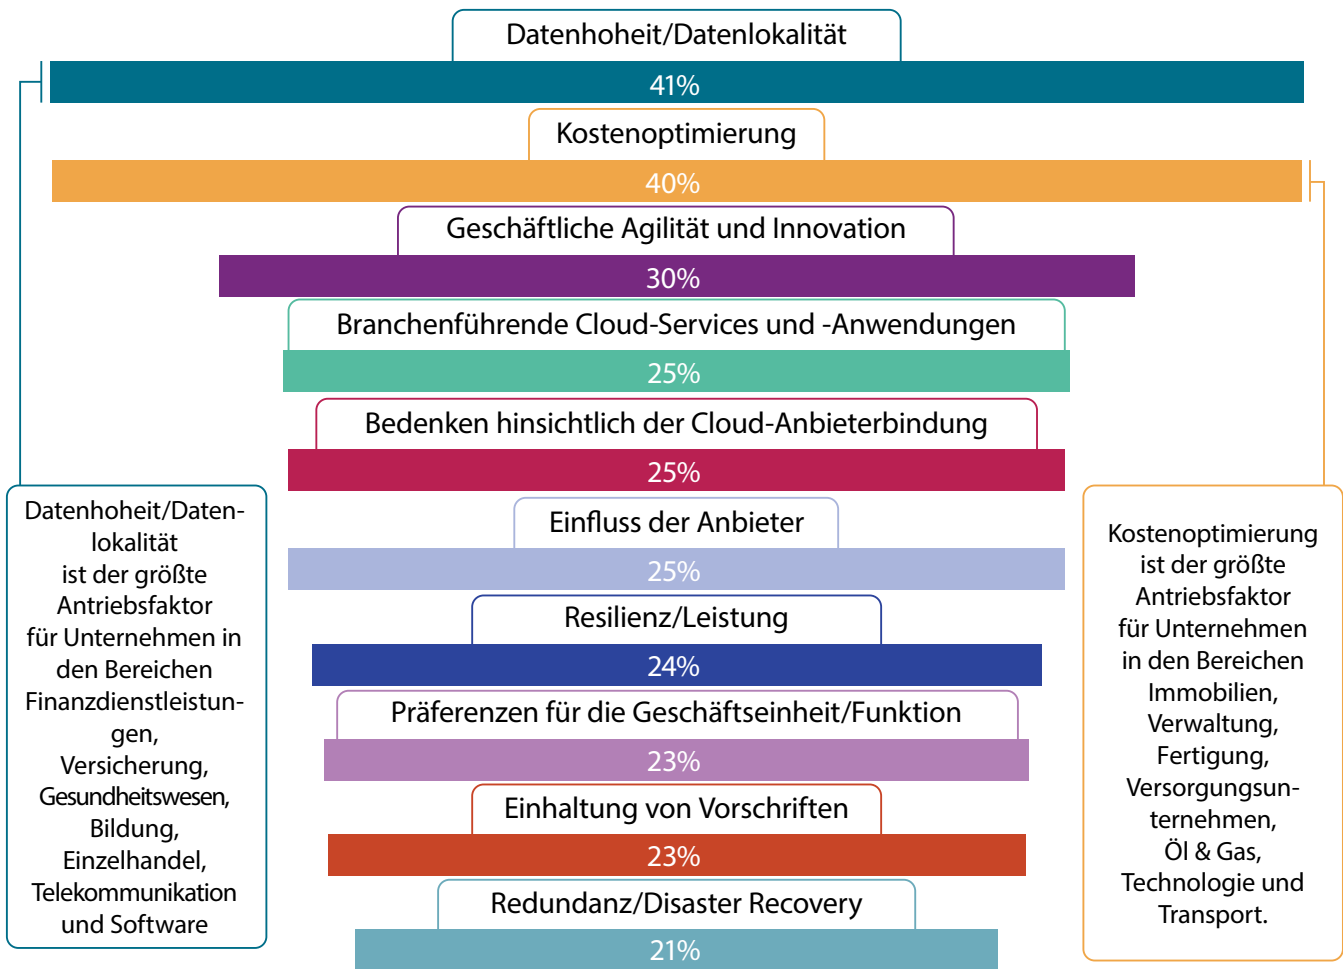 Datenhoheit/Datenlokalität
41%
Kostenoptimierung
40%
Geschäftliche Agilität und Innovation
30%
Branchenführende Cloud-Services und -Anwendungen
25%
Bedenken hinsichtlich der Cloud-Anbieterbindung
25%
Einfluss der Anbieter
25%
Resilienz/Leistung
24%
Präferenzen für die Geschäftseinheit/Funktion
23%
Einhaltung von Vorschriften
23%
Redundanz/Disaster Recovery
21%
Datenhoheit/Daten-
lokalität
ist der größte
Antriebsfaktor
für Unternehmen in
den Bereichen
Finanzdienstleistun-
gen,
Versicherung,
Gesundheitswesen,
Bildung,
Einzelhandel,
Telekommunikation
und Software
Kostenoptimierung
ist der größte
Antriebsfaktor
für Unternehmen
in den Bereichen
Immobilien,
Verwaltung,
Fertigung,
Versorgungsun-
ternehmen,
Öl & Gas,
Technologie und
Transport.